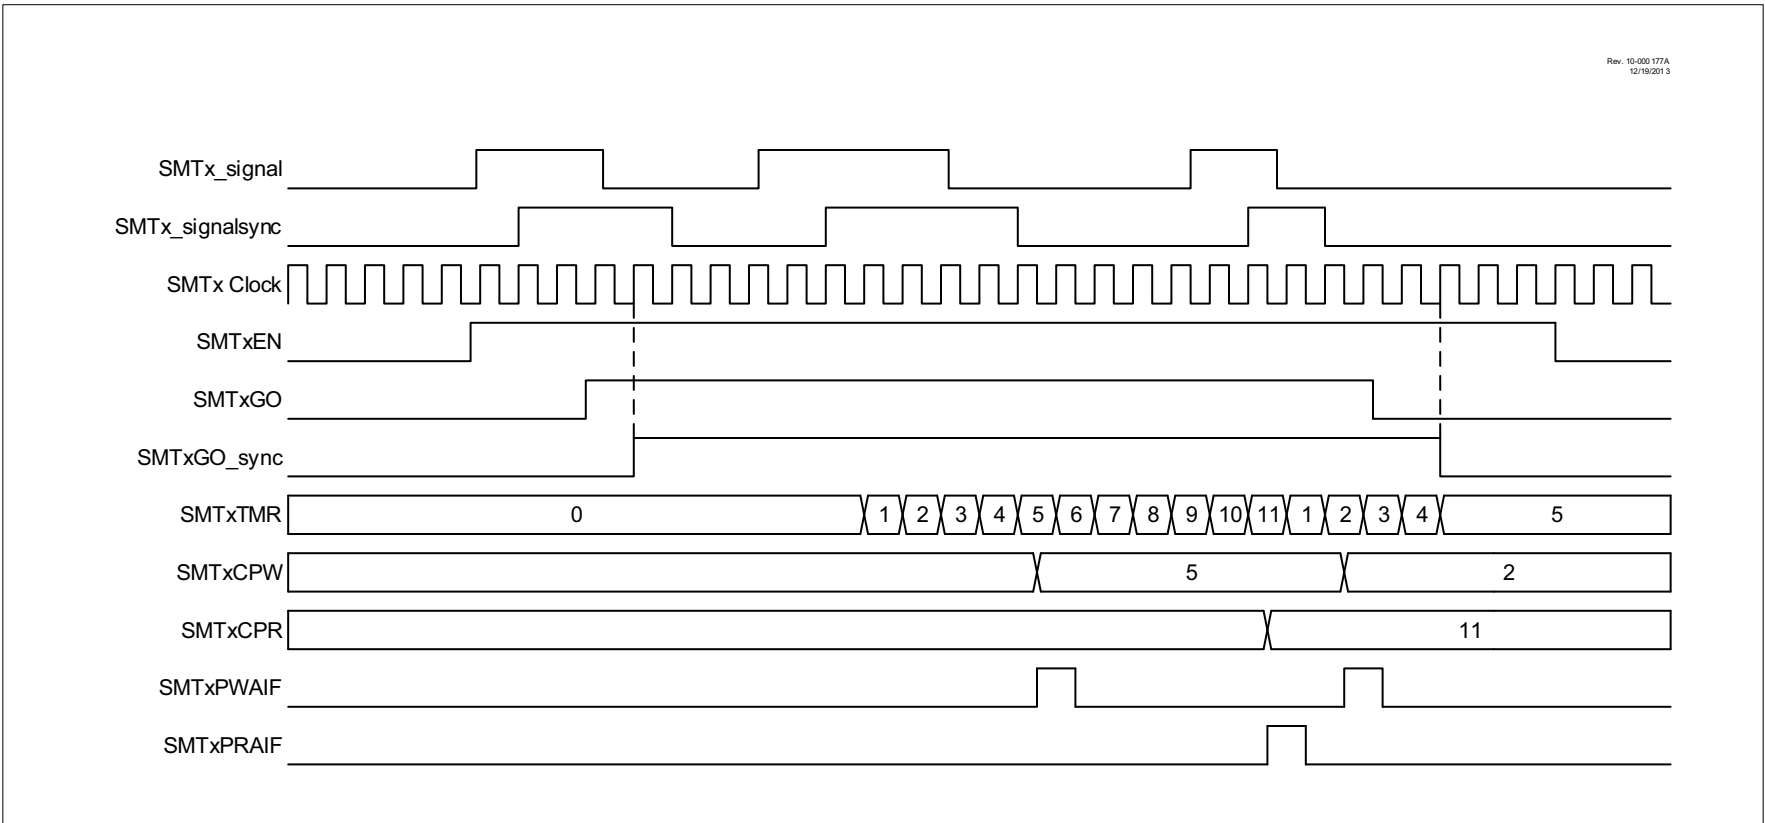 Rev. 10-000 177A
12/19/201 3
SMTx_signal
SMTx_signalsync
SMTx Clock
SMTxEN
SMTxGO
SMTxGO_sync
SMTxTMR 0 1 2 3 4 5 6 7 8 9 10 11 1 2 3 4 5
SMTxCPW 5 2
SMTxCPR 11
SMTxPWAIF
SMTxPRAIF